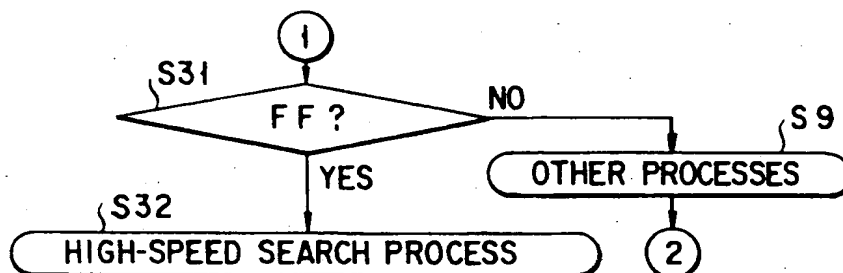 1
S31
FF?
NO
S9
YES
OTHER PROCESSES
S32
HIGH-SPEED SEARCH PROCESS
2